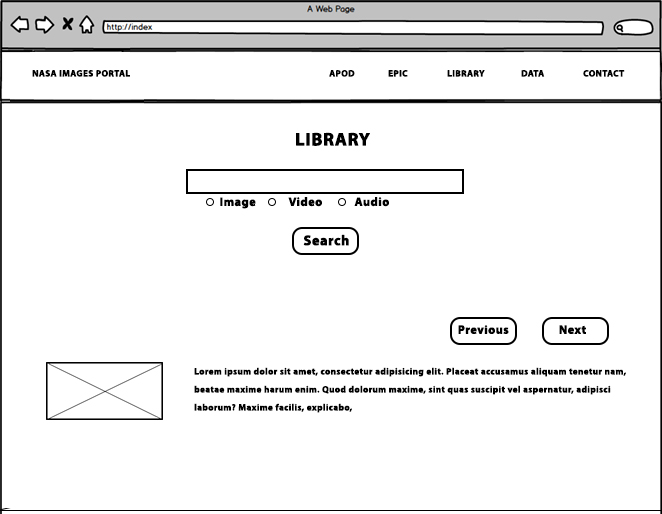 A Web Page
http://index
NASA IMAGES PORTAL APOD EPIC LIBRARY DATA CONTACT
LIBRARY
Image Video Audio
Search
Previous Next
Lorem ipsum dolor sit amet, consectetur adipisicing elit. Placeat accusamus aliquam tenetur nam,
beatae maxime harum enim. Quod dolorum maxime, sint quas suscipit vel aspernatur, adipisci
laborum? Maxime facilis, explicabo,